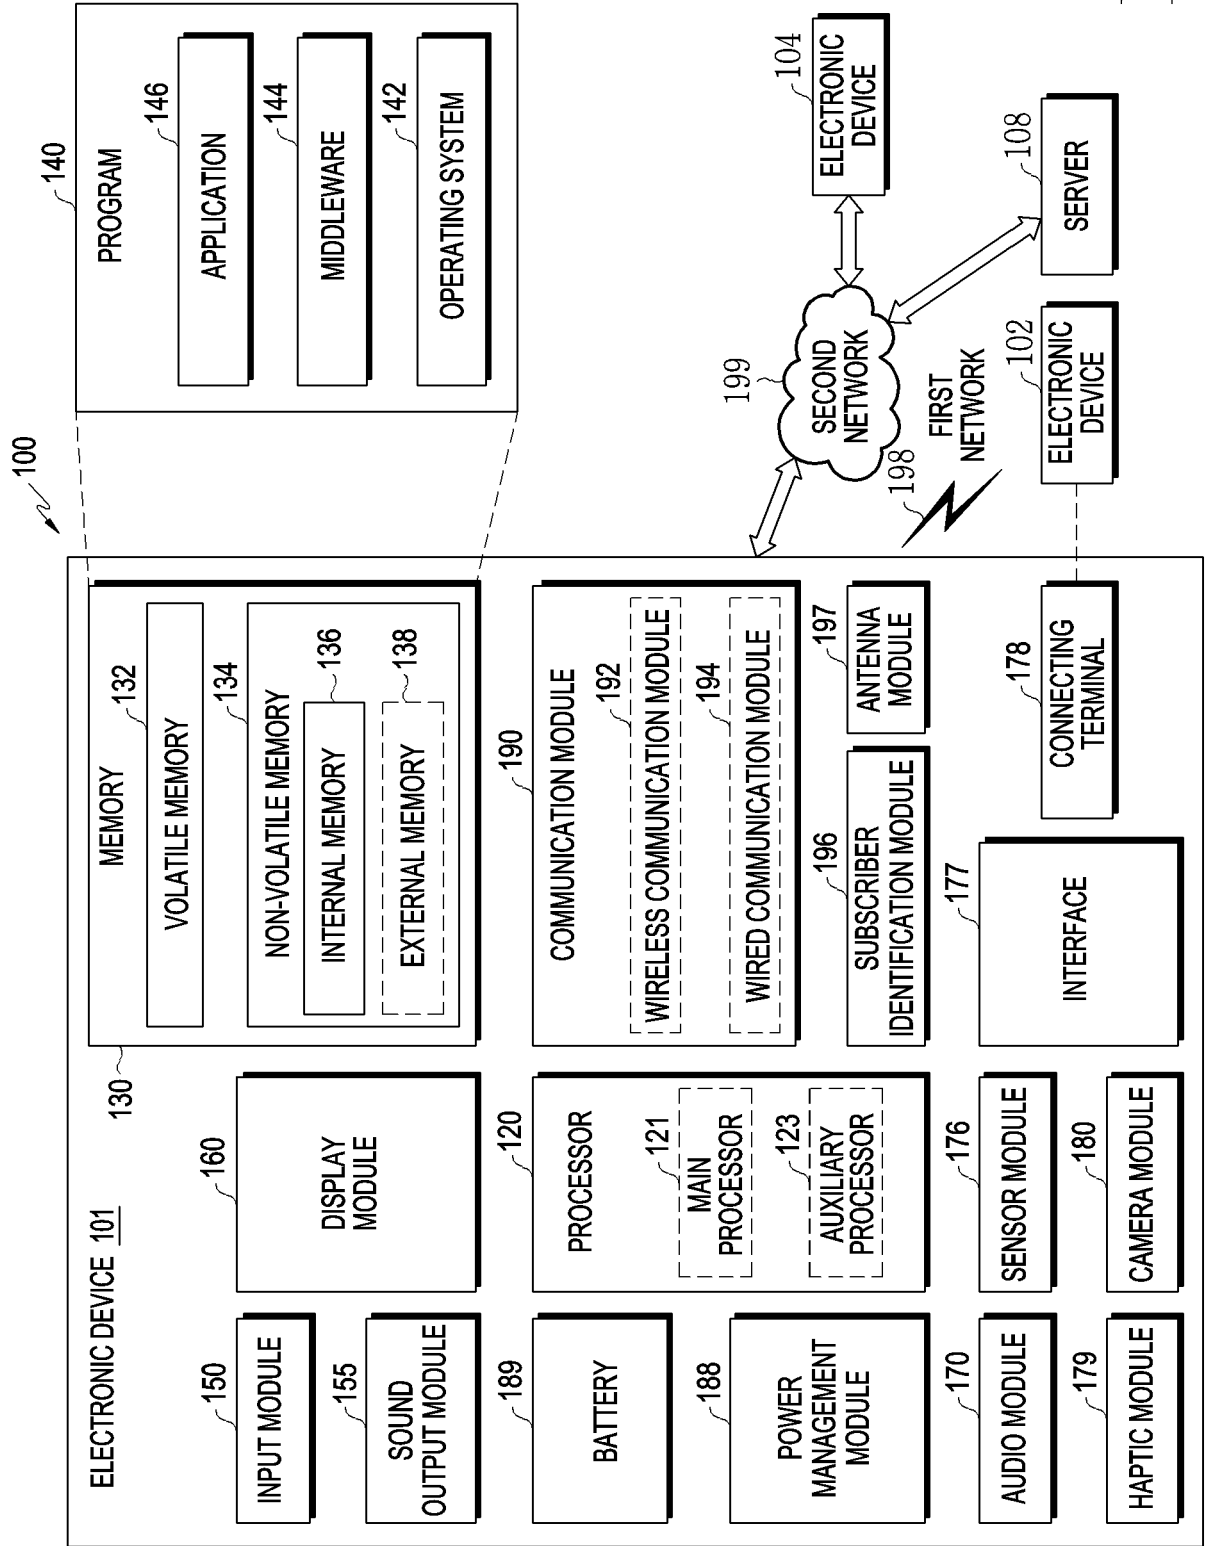 100
ELECTRONIC DEVICE 101
INPUT MODULE
150
SOUND
OUTPUT MODULE
155
BATTERY
189
POWER
MANAGEMENT
MODULE
188
AUDIO MODULE
170
HAPTIC MODULE
179
DISPLAY
MODULE
160
PROCESSOR
120
MAIN
PROCESSOR
121
AUXILIARY
PROCESSOR
123
SENSOR MODULE
176
CAMERA MODULE
180
130
MEMORY
VOLATILE MEMORY
132
NON-VOLATILE MEMORY
134
INTERNAL MEMORY
136
EXTERNAL MEMORY
138
COMMUNICATION MODULE
190
WIRELESS COMMUNICATION MODULE
192
WIRED COMMUNICATION MODULE
194
SUBSCRIBER
IDENTIFICATION MODULE
196
ANTENNA
MODULE
197
INTERFACE
177
CONNECTING
TERMINAL
178
140
PROGRAM
APPLICATION
146
MIDDLEWARE
144
OPERATING SYSTEM
142
SECOND
NETWORK
199
FIRST
NETWORK
198
ELECTRONIC
DEVICE
104
SERVER
108
ELECTRONIC
DEVICE
102